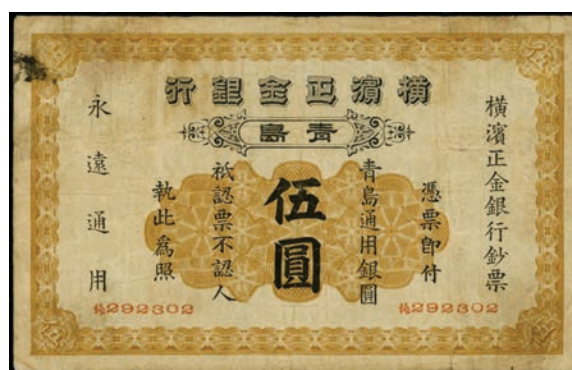 橫濱正金銀行
青島
橫濱正金銀行鈔票
憑票即付
青島通用銀圓
伍圓
祇認票不認人
執此爲照
永遠通用
292302
292302